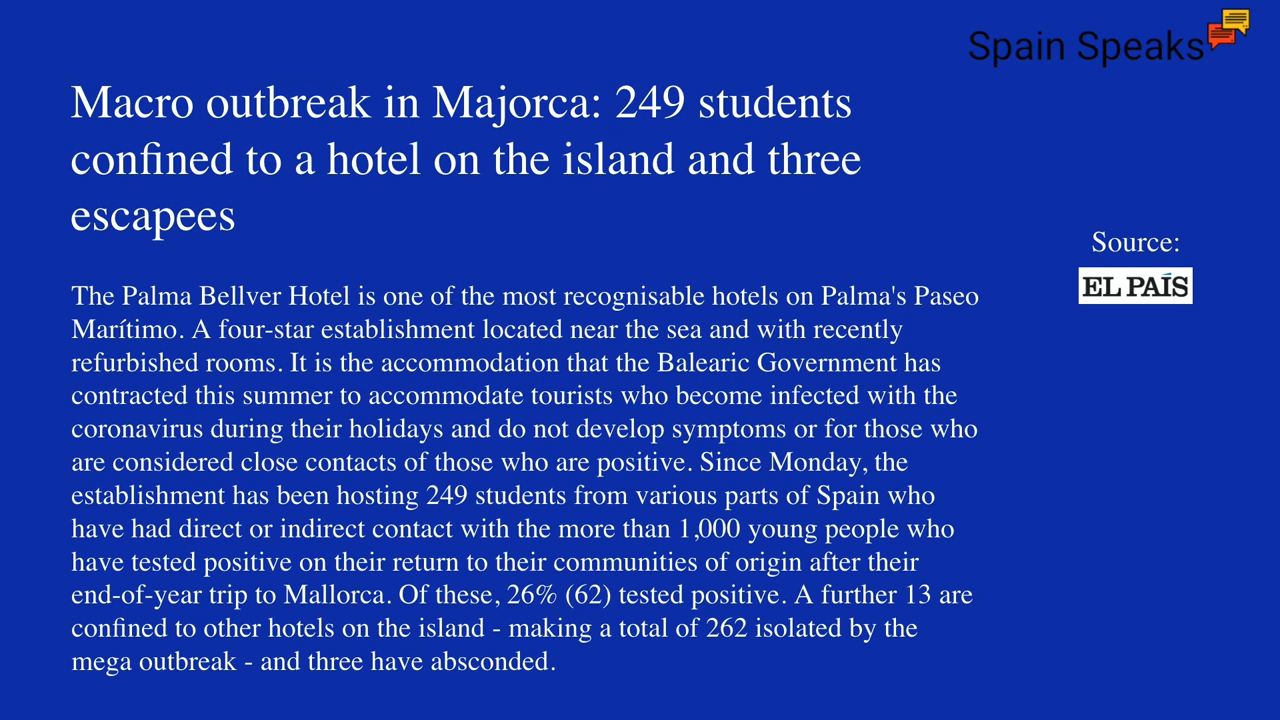 Spain Speaks
Macro outbreak in Majorca: 249 students
confined to a hotel on the island and three
escapees
Source:
EL PAÍS
The Palma Bellver Hotel is one of the most recognisable hotels on Palma's Paseo
Marítimo. A four-star establishment located near the sea and with recently
refurbished rooms. It is the accommodation that the Balearic Government has
contracted this summer to accommodate tourists who become infected with the
coronavirus during their holidays and do not develop symptoms or for those who
are considered close contacts of those who are positive. Since Monday, the
establishment has been hosting 249 students from various parts of Spain who
have had direct or indirect contact with the more than 1,000 young people who
have tested positive on their return to their communities of origin after their
end-of-year trip to Mallorca. Of these, 26% (62) tested positive. A further 13 are
confined to other hotels on the island - making a total of 262 isolated by the
mega outbreak - and three have absconded.